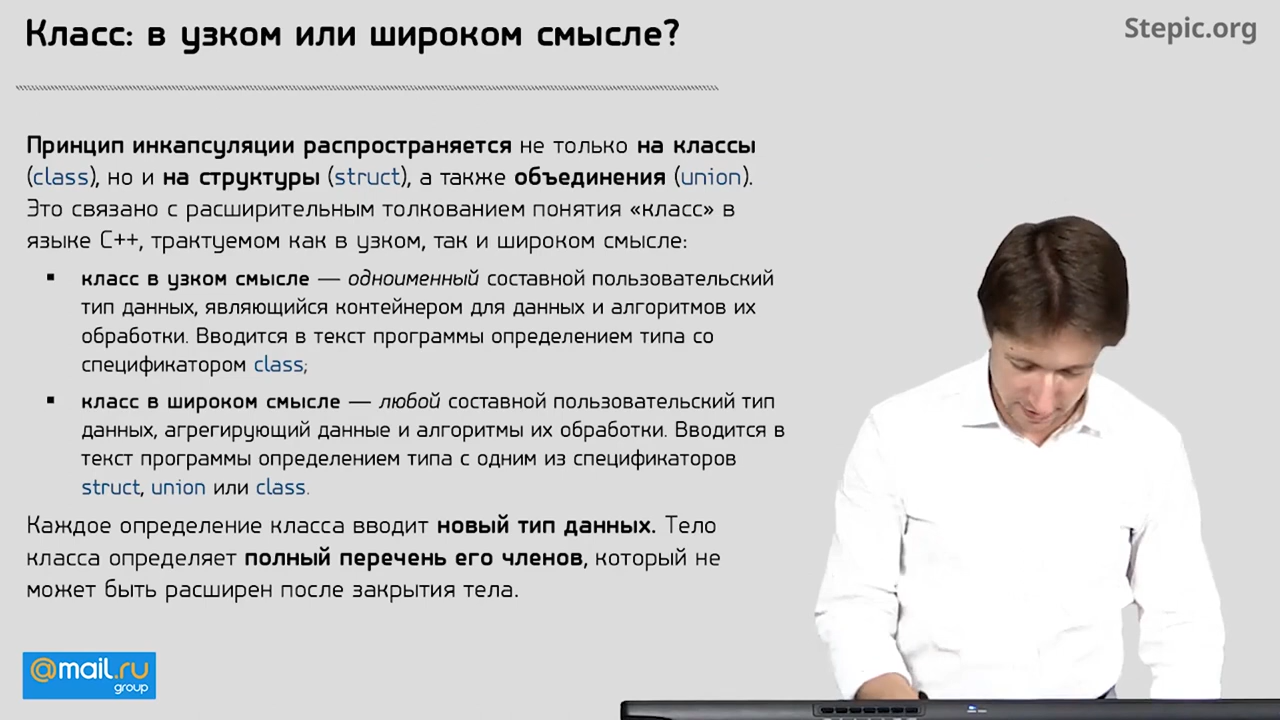 Класс: в узком или широком смысле?
Stepic.org
Принцип инкапсуляции распространяется не только на классы
(class), но и на структуры (struct), а также объединения (union).
Это связано с расширительным толкованием понятия «класс» в
языке C++, трактуемом как в узком, так и широком смысле:
▪ класс в узком смысле — одноименный составной пользовательский
тип данных, являющийся контейнером для данных и алгоритмов их
обработки. Вводится в текст программы определением типа со
спецификатором class;
▪ класс в широком смысле — любой составной пользовательский тип
данных, агрегирующий данные и алгоритмы их обработки. Вводится в
текст программы определением типа с одним из спецификаторов
struct, union или class.
Каждое определение класса вводит новый тип данных. Тело
класса определяет полный перечень его членов, который не
может быть расширен после закрытия тела.
@mail.ru
group